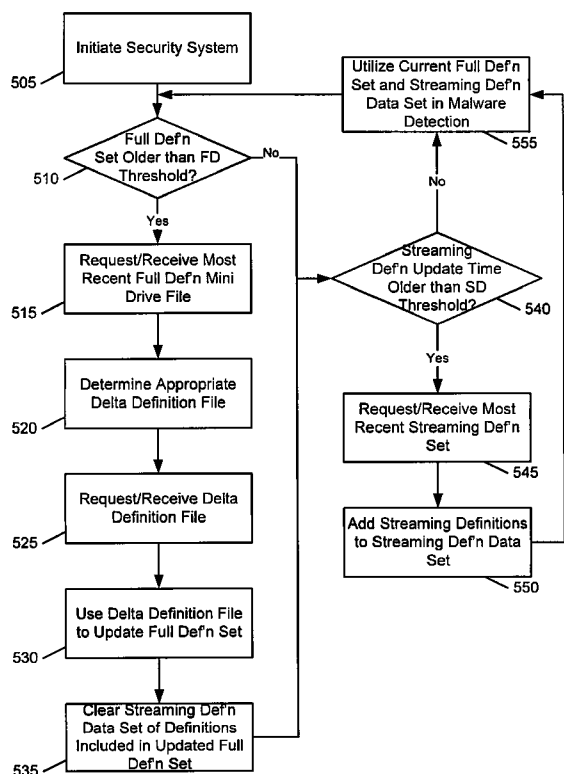 Initiate Security System
505
Full Def'n
Set Older than FD
Threshold?
510
No
Yes
Request/Receive Most
Recent Full Def'n Mini
Drive File
515
Determine Appropriate
Delta Definition File
520
Request/Receive Delta
Definition File
525
Use Delta Definition File
to Update Full Def'n Set
530
Clear Streaming Def'n
Data Set of Definitions
Included in Updated Full
Def'n Set
535
Utilize Current Full Def'n
Set and Streaming Def'n
Data Set in Malware
Detection
555
No
Streaming
Def'n Update Time
Older than SD
Threshold?
540
Yes
Request/Receive Most
Recent Streaming Def'n
Set
545
Add Streaming Definitions
to Streaming Def'n Data
Set
550